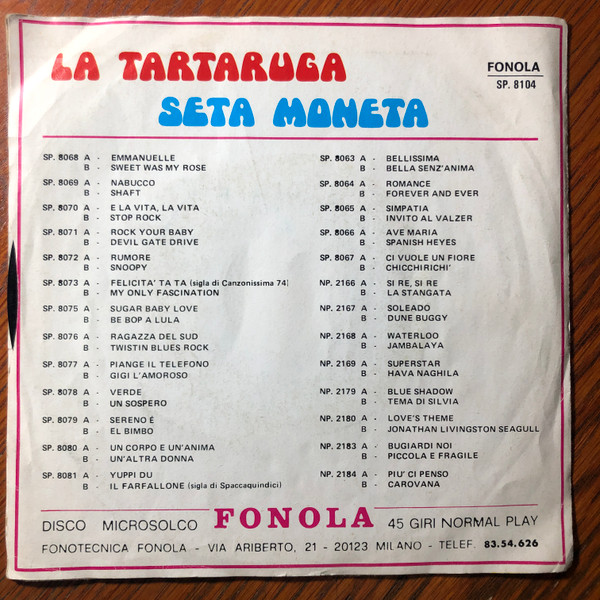 LA TARTARUGA
SETA MONETA
FONOLA
SP. 8104
SP. 8068 A - EMMANUELLE
B - SWEET WAS MY ROSE
SP. 8069 A - NABUCCO
B - SHAFT
SP. 8070 A - E LA VITA, LA VITA
B - STOP ROCK
SP. 8071 A - ROCK YOUR BABY
B - DEVIL GATE DRIVE
SP. 8072 A - RUMORE
B - SNOOPY
SP. 8073 A - FELICITA' TA TA (sigla di Canzonissima 74)
B - MY ONLY FASCINATION
SP. 8075 A - SUGAR BABY LOVE
B - BE BOP A LULA
SP. 8076 A - RAGAZZA DEL SUD
B - TWISTIN BLUES ROCK
SP. 8077 A - PIANGE IL TELEFONO
B - GIGI L'AMOROSO
SP. 8078 A - VERDE
B - UN SOSPERO
SP. 8079 A - SERENO É
B - EL BIMBO
SP. 8080 A - UN CORPO E UN'ANIMA
B - UN'ALTRA DONNA
SP. 8081 A - YUPPI DU
B - IL FARFALLONE (sigla di Spaccaquindici)
SP. 8063 A - BELLISSIMA
B - BELLA SENZ'ANIMA
SP. 8064 A - ROMANCE
B - FOREVER AND EVER
SP. 8065 A - SIMPATIA
B - INVITO AL VALZER
SP. 8066 A - AVE MARIA
B - SPANISH HEYES
SP. 8067 A - CI VUOLE UN FIORE
B - CHICCHIRICHI'
NP. 2166 A - SI RE, SI RE
B - LA STANGATA
NP. 2167 A - SOLEADO
B - DUNE BUGGY
NP. 2168 A - WATERLOO
B - JAMBALAYA
NP. 2169 A - SUPERSTAR
B - HAVA NAGHILA
NP. 2179 A - BLUE SHADOW
B - TEMA DI SILVIA
NP. 2180 A - LOVE'S THEME
B - JONATHAN LIVINGSTON SEAGULL
NP. 2183 A - BUGIARDI NOI
B - PICCOLA E FRAGILE
NP. 2184 A - PIU' CI PENSO
B - CAROVANA
DISCO MICROSOLCO FONOLA 45 GIRI NORMAL PLAY
FONOTECNICA FONOLA - VIA ARIBERTO, 21 - 20123 MILANO - TELEF. 83.54.626